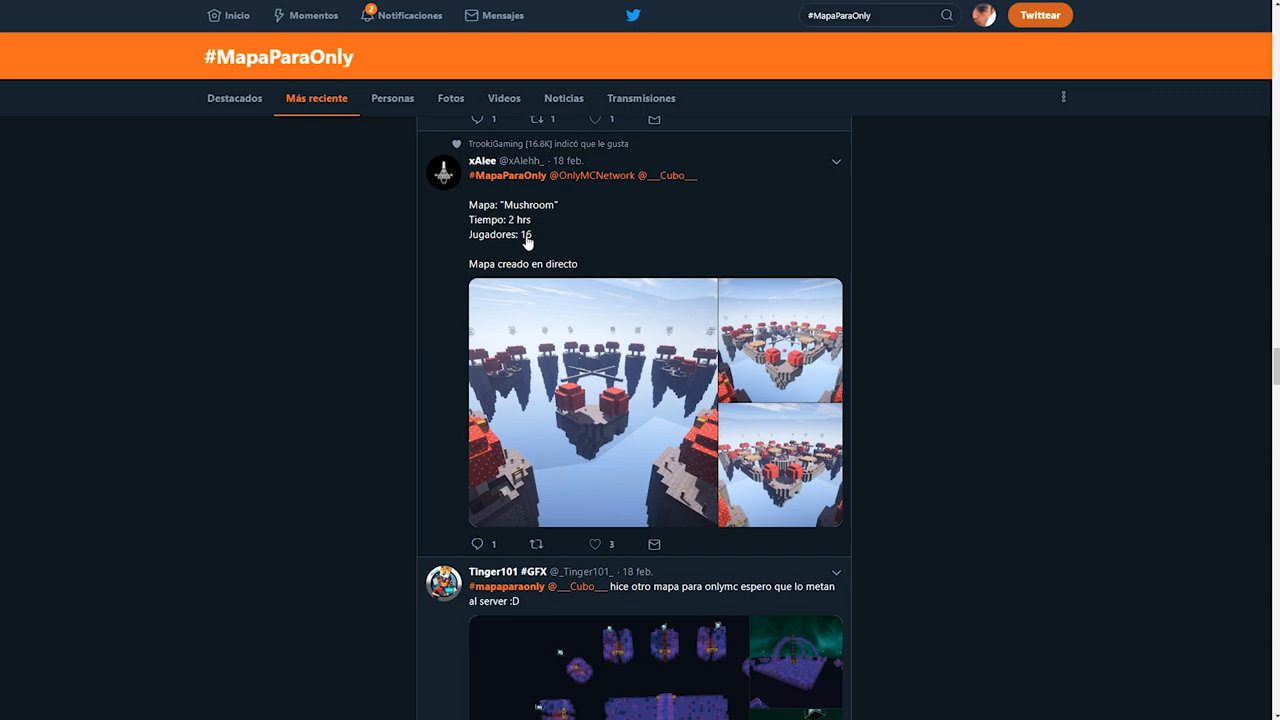 Inicio Momentos 2 Notificaciones Mensajes #MapaParaOnly Twittear
#MapaParaOnly
Destacados Más reciente Personas Fotos Videos Noticias Transmisiones
1 1 1
TrookiGaming [16.8K] indicó que le gusta
xAlee @xAlehh_ · 18 feb.
#MapaParaOnly @OnlyMCNetwork @___Cubo___
Mapa: "Mushroom"
Tiempo: 2 hrs
Jugadores: 16
Mapa creado en directo
1 3
Tinger101 #GFX @_Tinger101_ · 18 feb.
#mapaparaonly @___Cubo___ hice otro mapa para onlymc espero que lo metan
al server :D